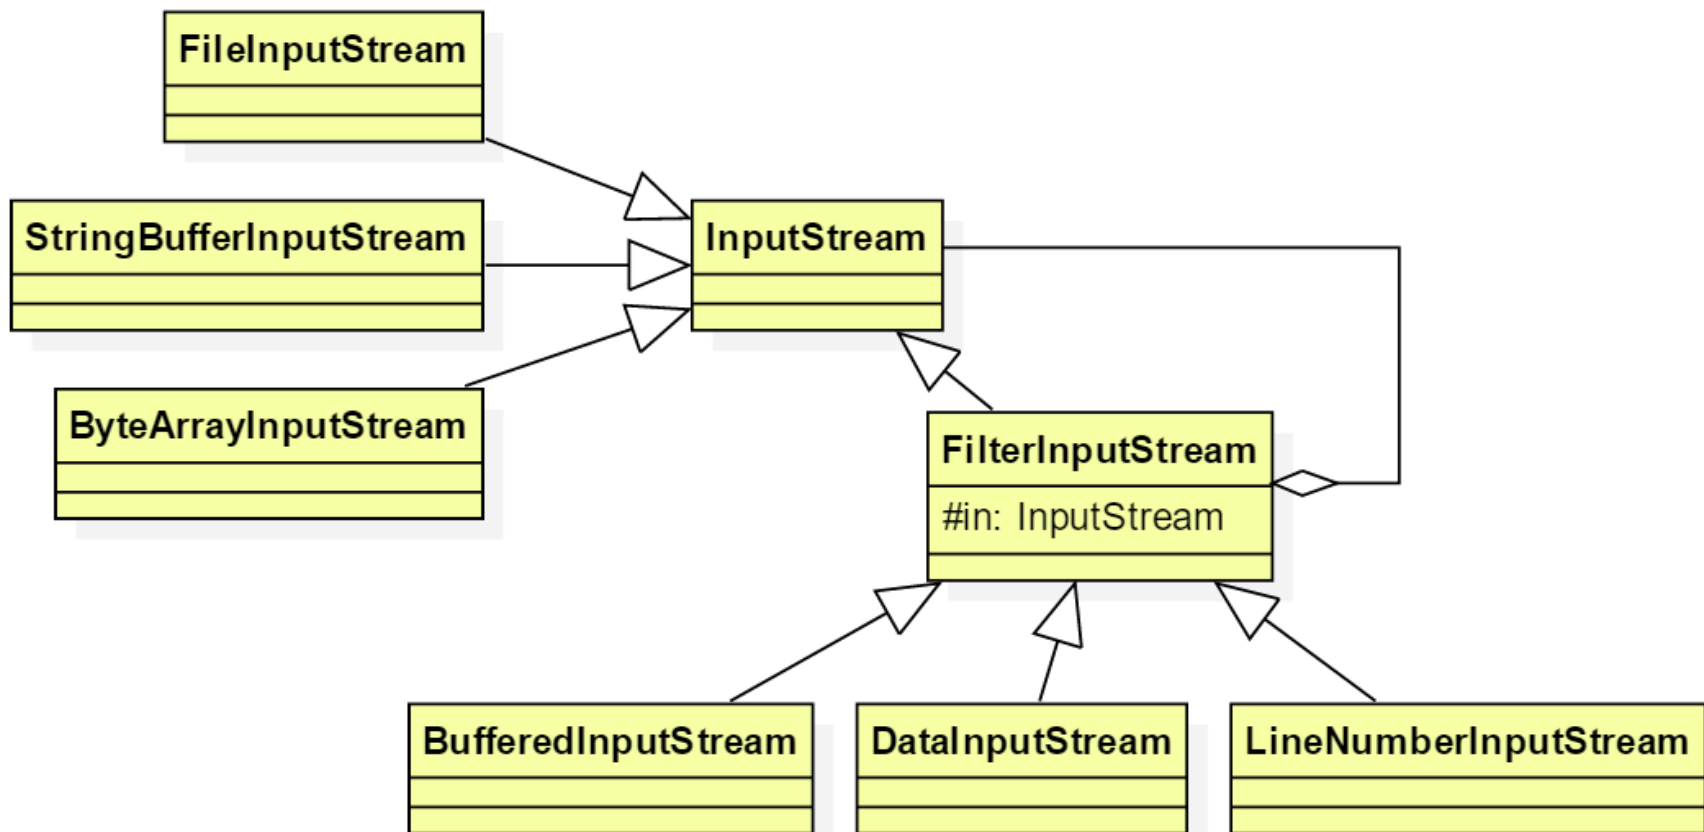 FileInputStream
StringBufferInputStream
InputStream
ByteArrayInputStream
FilterInputStream
#in: InputStream
BufferedInputStream
DataInputStream
LineNumberInputStream